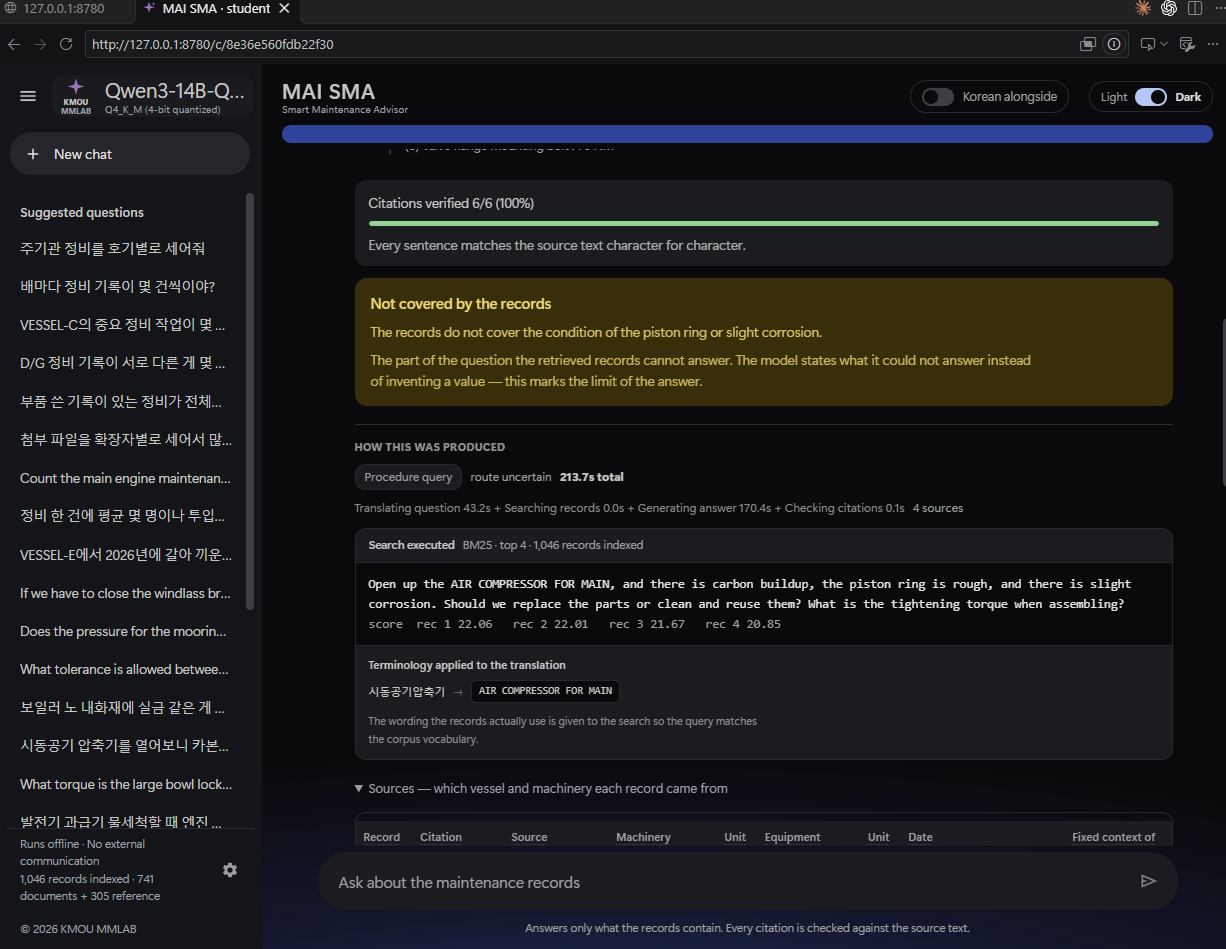 127.0.0.1:8780
MAI SMA · student
http://127.0.0.1:8780/c/8e36e560fdb22f30
KMOU
MMLAB
Qwen3-14B-Q...
Q4_K_M (4-bit quantized)
New chat
Suggested questions
주기관 정비를 호기별로 세어줘
배마다 정비 기록이 몇 건씩이야?
VESSEL-C의 중요 정비 작업이 몇 ...
D/G 정비 기록이 서로 다른 게 몇 ...
부품 쓴 기록이 있는 정비가 전체...
첨부 파일을 확장자별로 세어서 많...
Count the main engine maintenan...
정비 한 건에 평균 몇 명이나 투입...
VESSEL-E에서 2026년에 갈아 끼운...
If we have to close the windlass br...
Does the pressure for the moorin...
What tolerance is allowed betwee...
보일러 노 내화재에 실금 같은 게 ...
시동공기 압축기를 열어보니 카본...
What torque is the large bowl lock...
발전기 과급기 물세척할 때 엔진 ...
Runs offline · No external
communication
1,046 records indexed · 741
documents + 305 reference
© 2026 KMOU MMLAB
MAI SMA
Smart Maintenance Advisor
Korean alongside
Light
Dark
Citations verified 6/6 (100%)
Every sentence matches the source text character for character.
Not covered by the records
The records do not cover the condition of the piston ring or slight corrosion.
The part of the question the retrieved records cannot answer. The model states what it could not answer instead
of inventing a value — this marks the limit of the answer.
HOW THIS WAS PRODUCED
Procedure query route uncertain 213.7s total
Translating question 43.2s + Searching records 0.0s + Generating answer 170.4s + Checking citations 0.1s 4 sources
Search executed BM25 · top 4 · 1,046 records indexed
Open up the AIR COMPRESSOR FOR MAIN, and there is carbon buildup, the piston ring is rough, and there is slight
corrosion. Should we replace the parts or clean and reuse them? What is the tightening torque when assembling?
score rec 1 22.06 rec 2 22.01 rec 3 21.67 rec 4 20.85
Terminology applied to the translation
시동공기압축기 → AIR COMPRESSOR FOR MAIN
The wording the records actually use is given to the search so the query matches
the corpus vocabulary.
▼ Sources — which vessel and machinery each record came from
Record Citation Source Machinery Unit Equipment Unit Date Fixed context of
Ask about the maintenance records
Answers only what the records contain. Every citation is checked against the source text.